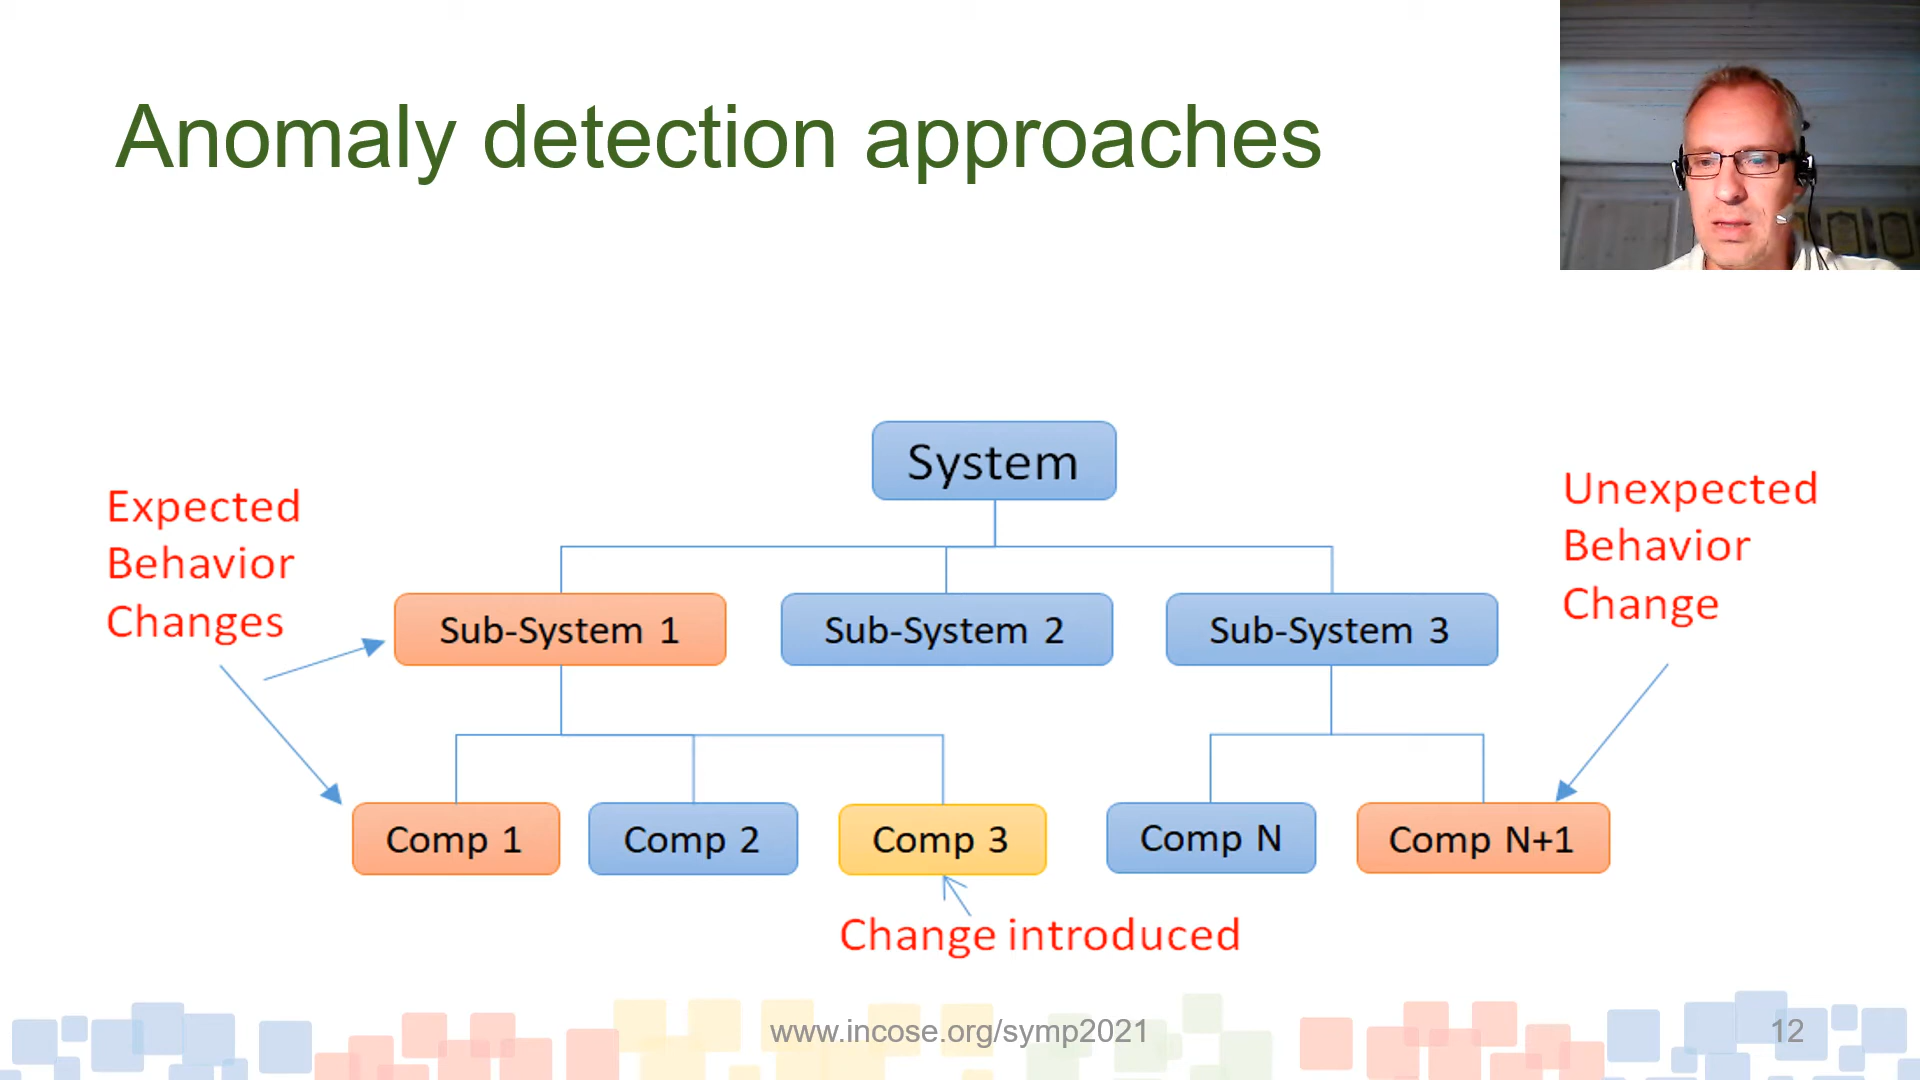 Anomaly detection approaches
System
Expected
Behavior
Changes
Unexpected
Behavior
Change
Sub-System 1
Sub-System 2
Sub-System 3
Comp 1
Comp 2
Comp 3
Comp N
Comp N+1
Change introduced
www.incose.org/symp2021
12